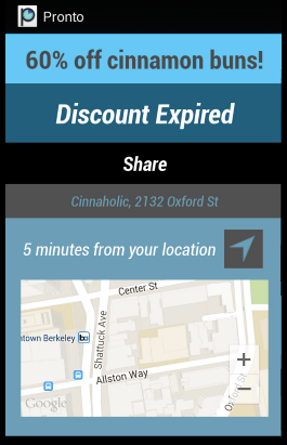 Pronto
60% off cinnamon buns!
Discount Expired
Share
Cinnaholic, 2132 Oxford St
5 minutes from your location
Center St
Shattuck Ave
ntown Berkeley
Allston Way
Oxford St
+
−
Google